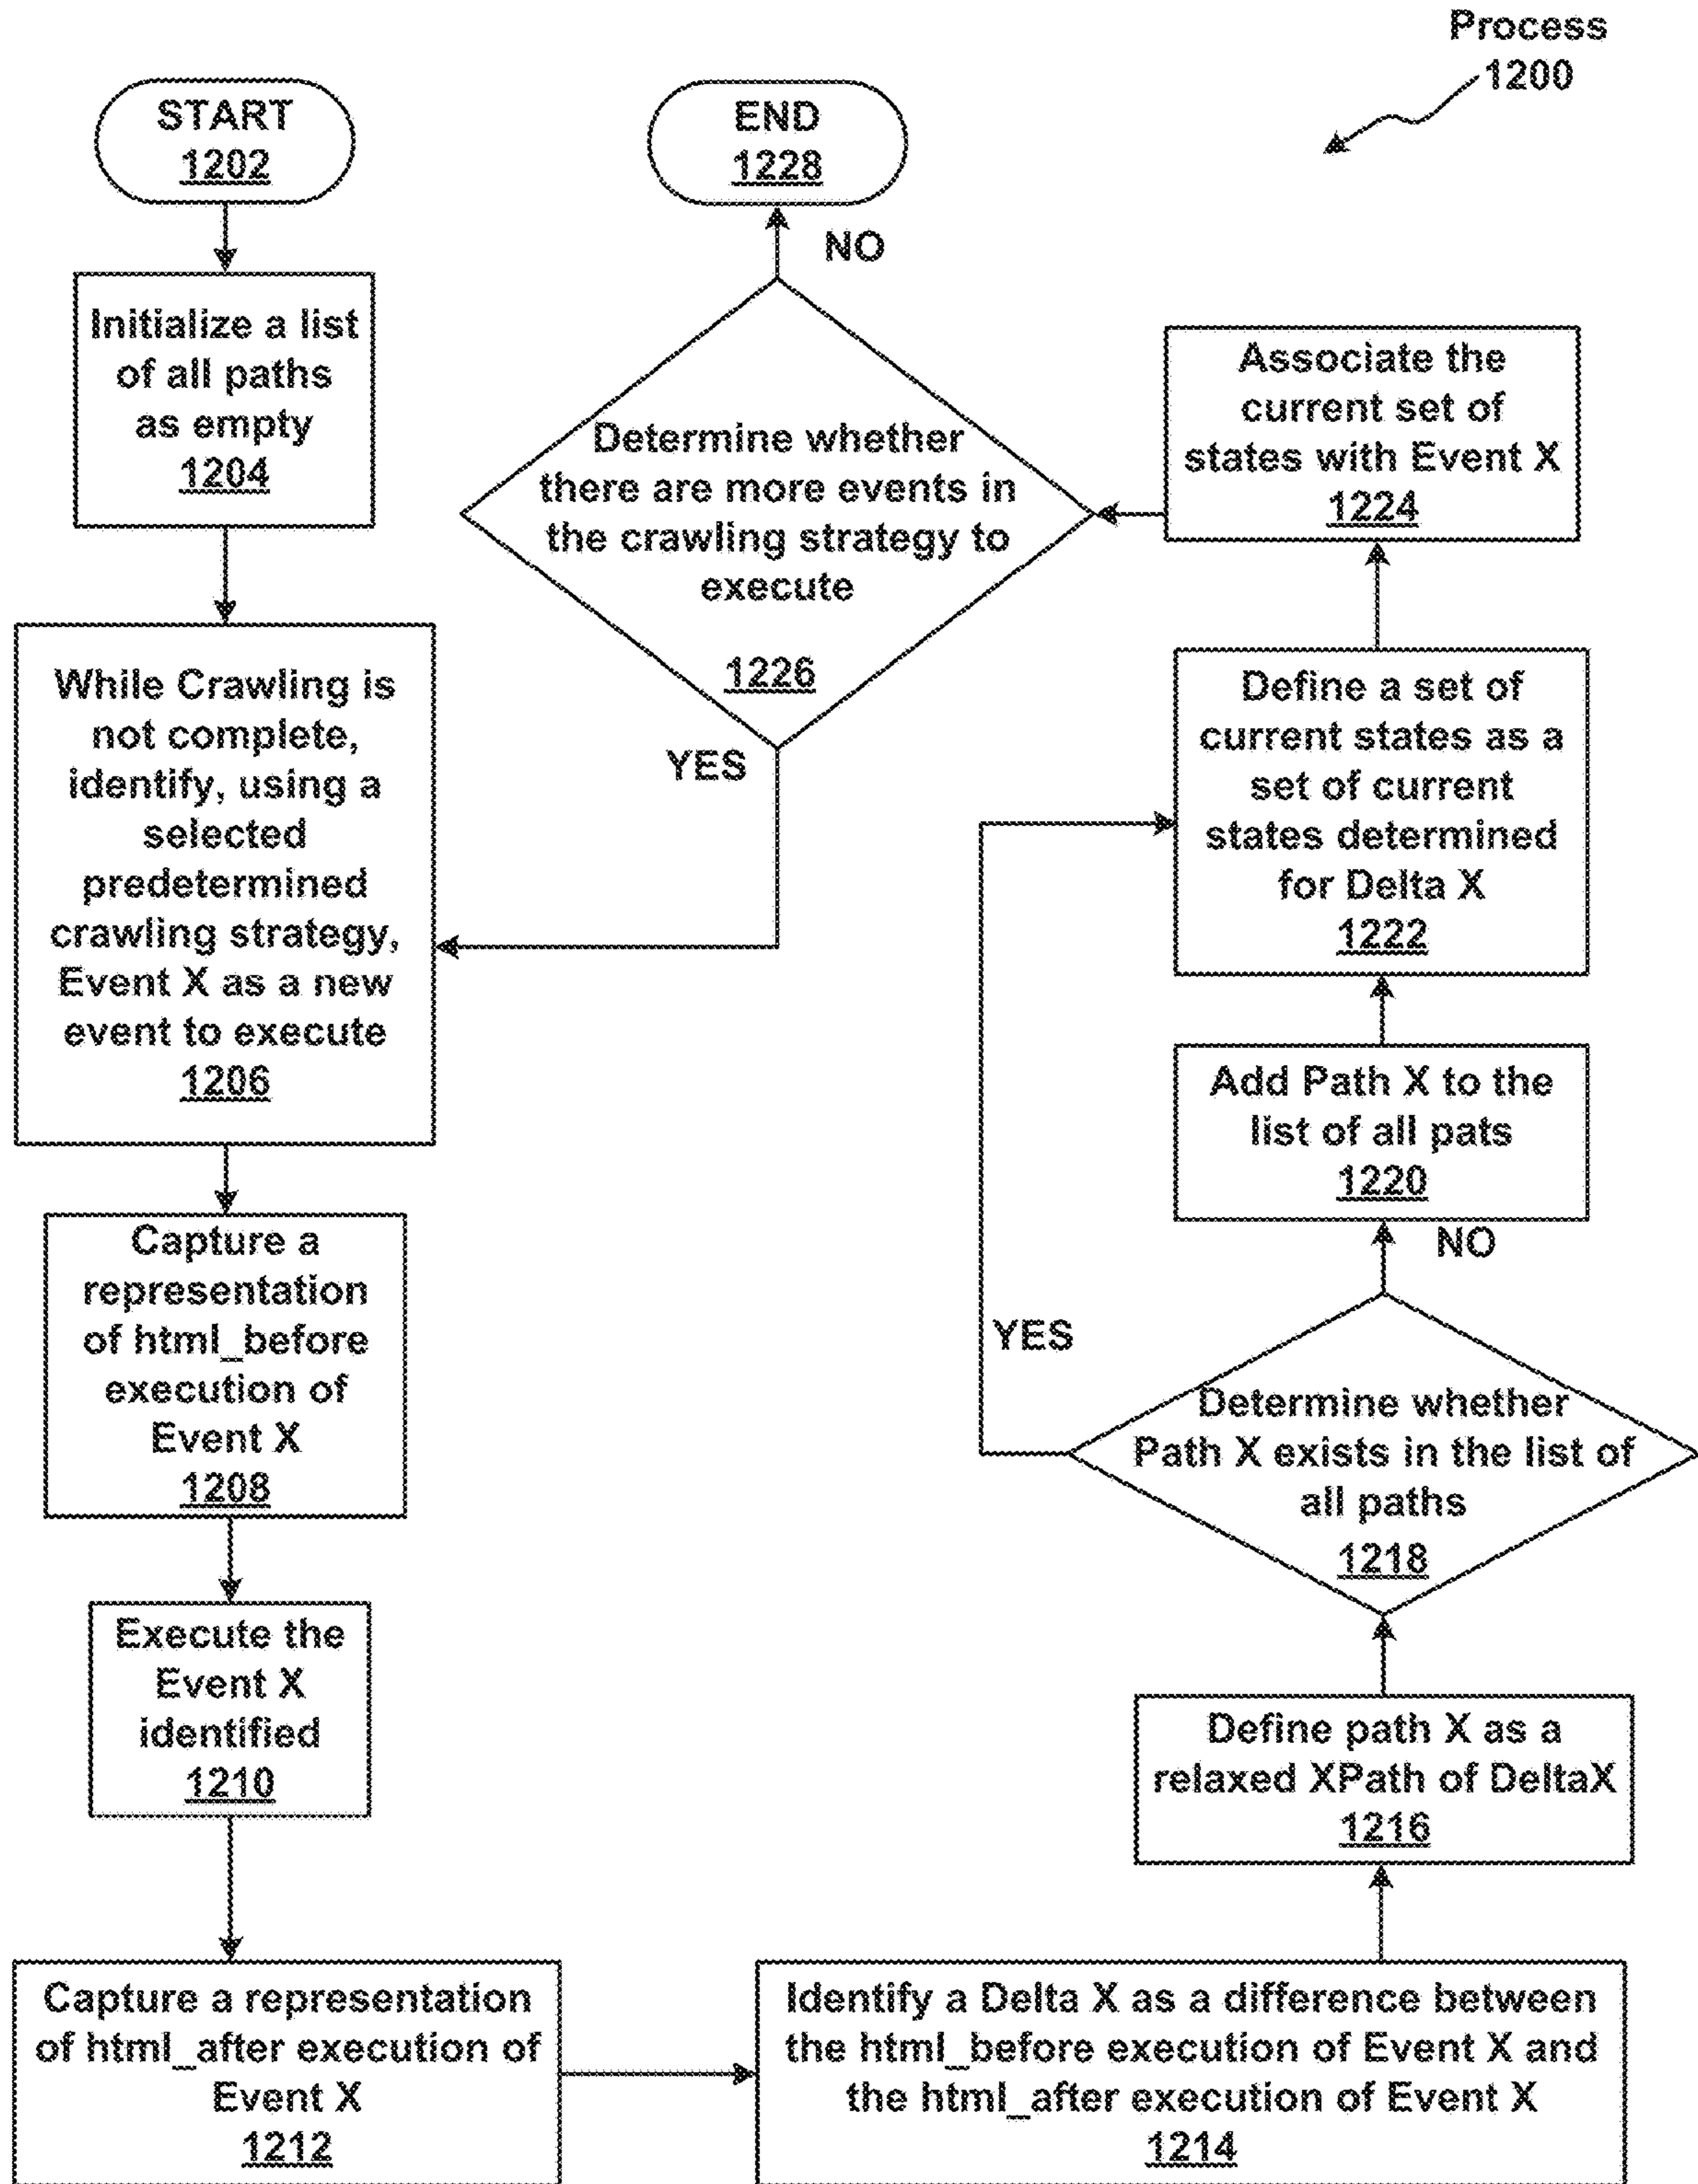 Process
1200
START
1202
Initialize a list
of all paths
as empty
1204
While Crawling is
not complete,
identify, using a
selected
predetermined
crawling strategy,
Event X as a new
event to execute
1206
Capture a
representation
of html_before
execution of
Event X
1208
Execute the
Event X
identified
1210
Capture a representation
of html_after execution of
Event X
1212
Identify a Delta X as a difference between
the html_before execution of Event X and
the html_after execution of Event X
1214
Define path X as a
relaxed XPath of DeltaX
1216
Determine whether
Path X exists in the list of
all paths
1218
YES
NO
Add Path X to the
list of all pats
1220
Define a set of
current states as a
set of current
states determined
for Delta X
1222
Associate the
current set of
states with Event X
1224
Determine whether
there are more events in
the crawling strategy to
execute
1226
YES
NO
END
1228